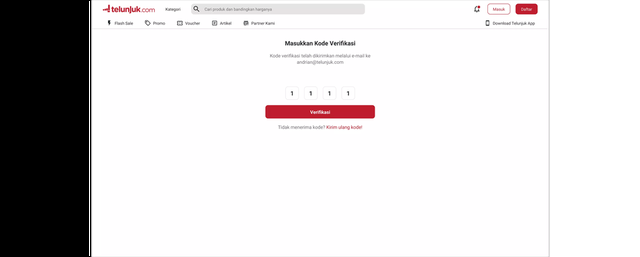 telunjuk.com
Kategori
Cari produk dan bandingkan harganya
Masuk
Daftar
Flash Sale
Promo
Voucher
Artikel
Partner Kami
Download Telunjuk App
Masukkan Kode Verifikasi
Kode verifikasi telah dikirimkan melalui e-mail ke
andrian@telunjuk.com
1 1 1 1
Verifikasi
Tidak menerima kode? Kirim ulang kode!